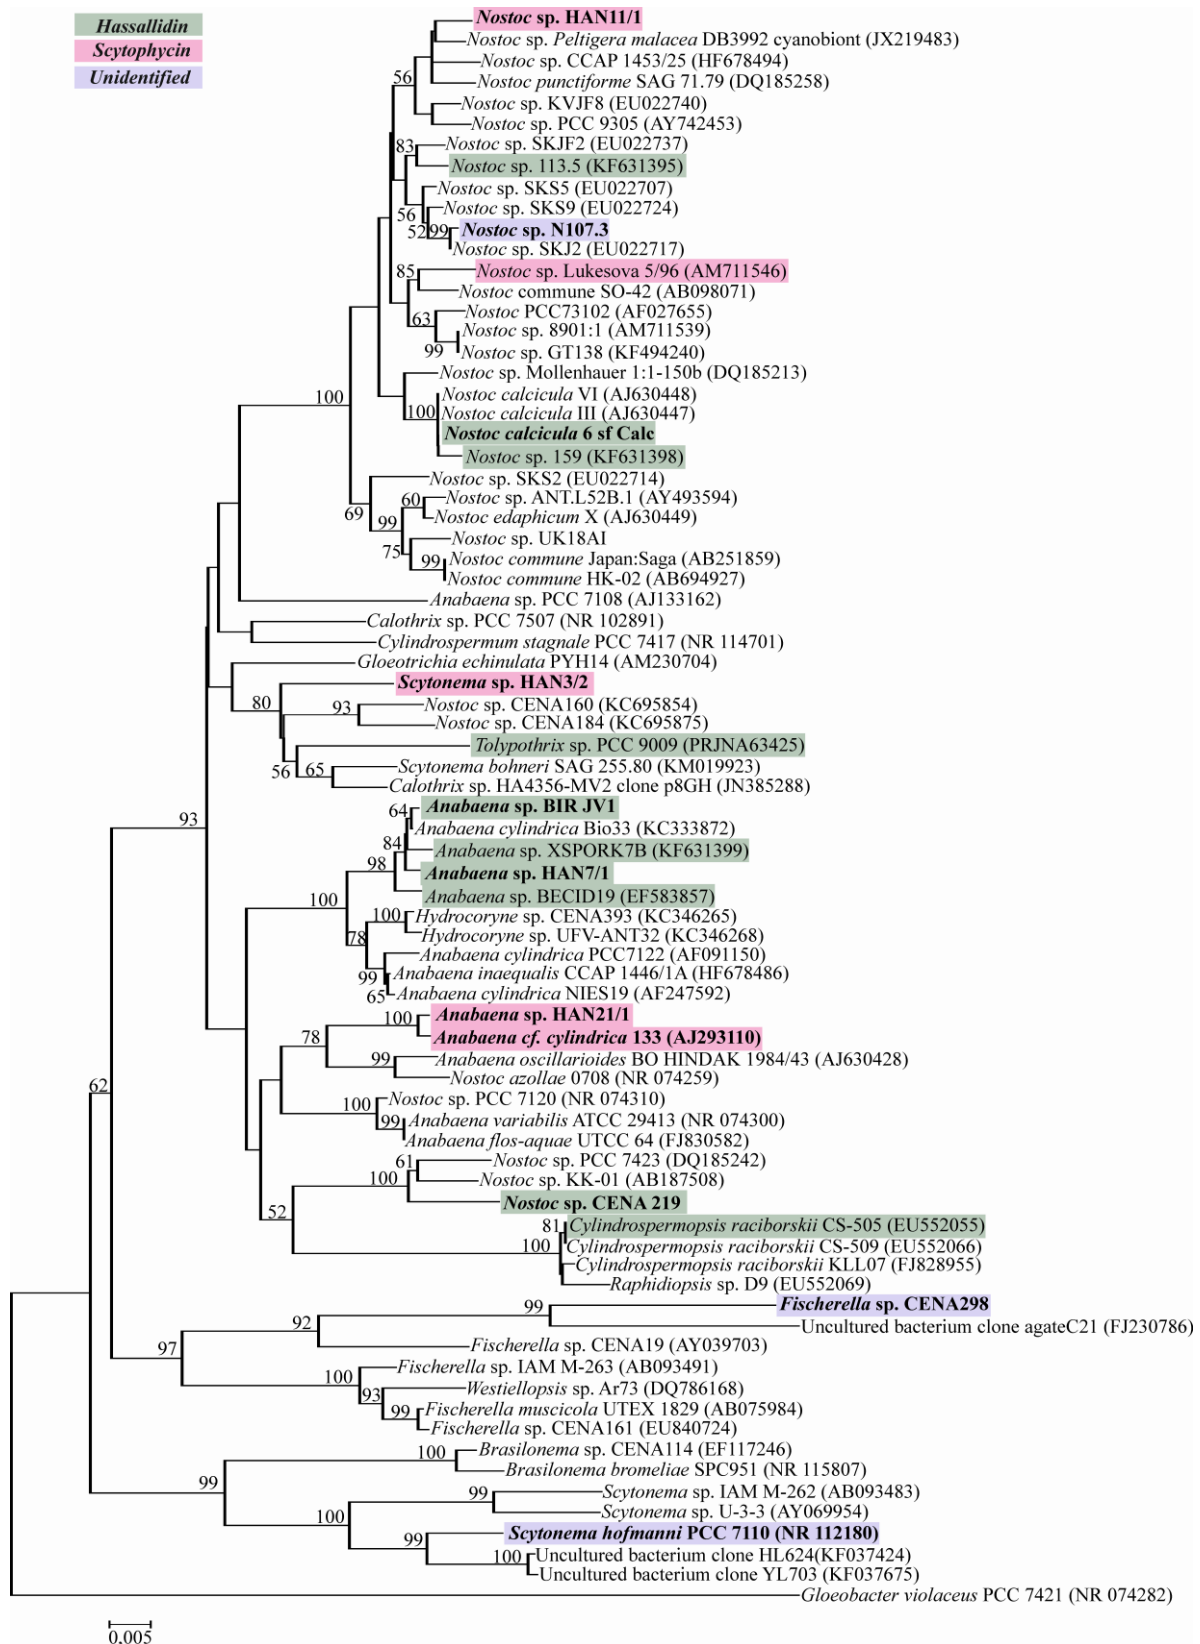 Hassallidin
Scytophycin
Unidentified
Nostoc sp. HAN11/1
Nostoc sp. Peltigera malacea DB3992 cyanobiont (JX219483)
Nostoc sp. CCAP 1453/25 (HF678494)
56
Nostoc punctiforme SAG 71.79 (DQ185258)
Nostoc sp. KVJF8 (EU022740)
Nostoc sp. PCC 9305 (AY742453)
83
Nostoc sp. SKJF2 (EU022737)
Nostoc sp. 113.5 (KF631395)
Nostoc sp. SKS5 (EU022707)
56
Nostoc sp. SKS9 (EU022724)
52
99
Nostoc sp. N107.3
Nostoc sp. SKJ2 (EU022717)
85
Nostoc sp. Lukesova 5/96 (AM711546)
Nostoc commune SO-42 (AB098071)
63
Nostoc PCC73102 (AF027655)
Nostoc sp. 8901:1 (AM711539)
99
Nostoc sp. GT138 (KF494240)
Nostoc sp. Mollenhauer 1:1-150b (DQ185213)
100
Nostoc calcicula VI (AJ630448)
100
Nostoc calcicula III (AJ630447)
Nostoc calcicula 6 sf Calc
Nostoc sp. 159 (KF631398)
Nostoc sp. SKS2 (EU022714)
69
60
Nostoc sp. ANT.L52B.1 (AY493594)
99
Nostoc edaphicum X (AJ630449)
Nostoc sp. UK18AI
75
99
Nostoc commune Japan:Saga (AB251859)
Nostoc commune HK-02 (AB694927)
Anabaena sp. PCC 7108 (AJ133162)
Calothrix sp. PCC 7507 (NR 102891)
Cylindrospermum stagnale PCC 7417 (NR 114701)
Gloeotrichia echinulata PYH14 (AM230704)
Scytonema sp. HAN3/2
80
93
Nostoc sp. CENA160 (KC695854)
Nostoc sp. CENA184 (KC695875)
Tolypothrix sp. PCC 9009 (PRJNA63425)
56
65
Scytonema bohneri SAG 255.80 (KM019923)
Calothrix sp. HA4356-MV2 clone p8GH (JN385288)
93
64
Anabaena sp. BIR JV1
Anabaena cylindrica Bio33 (KC333872)
84
Anabaena sp. XSPORK7B (KF631399)
98
Anabaena sp. HAN7/1
Anabaena sp. BECID19 (EF583857)
100
100
Hydrocoryne sp. CENA393 (KC346265)
78
Hydrocoryne sp. UFV-ANT32 (KC346268)
Anabaena cylindrica PCC7122 (AF091150)
99
Anabaena inaequalis CCAP 1446/1A (HF678486)
65
Anabaena cylindrica NIES19 (AF247592)
100
Anabaena sp. HAN21/1
78
Anabaena cf. cylindrica 133 (AJ293110)
99
Anabaena oscillarioides BO HINDAK 1984/43 (AJ630428)
Nostoc azollae 0708 (NR 074259)
62
100
Nostoc sp. PCC 7120 (NR 074310)
99
Anabaena variabilis ATCC 29413 (NR 074300)
Anabaena flos-aquae UTCC 64 (FJ830582)
61
Nostoc sp. PCC 7423 (DQ185242)
100
Nostoc sp. KK-01 (AB187508)
Nostoc sp. CENA 219
52
81
Cylindrospermopsis raciborskii CS-505 (EU552055)
100
Cylindrospermopsis raciborskii CS-509 (EU552066)
Cylindrospermopsis raciborskii KLL07 (FJ828955)
Raphidiopsis sp. D9 (EU552069)
99
Fischerella sp. CENA298
92
Uncultured bacterium clone agateC21 (FJ230786)
97
Fischerella sp. CENA19 (AY039703)
100
Fischerella sp. IAM M-263 (AB093491)
93
Westiellopsis sp. Ar73 (DQ786168)
99
Fischerella muscicola UTEX 1829 (AB075984)
Fischerella sp. CENA161 (EU840724)
100
Brasilonema sp. CENA114 (EF117246)
99
Brasilonema bromeliae SPC951 (NR 115807)
99
Scytonema sp. IAM M-262 (AB093483)
100
Scytonema sp. U-3-3 (AY069954)
99
Scytonema hofmanni PCC 7110 (NR 112180)
100
Uncultured bacterium clone HL624(KF037424)
Uncultured bacterium clone YL703 (KF037675)
Gloeobacter violaceus PCC 7421 (NR 074282)
0,005